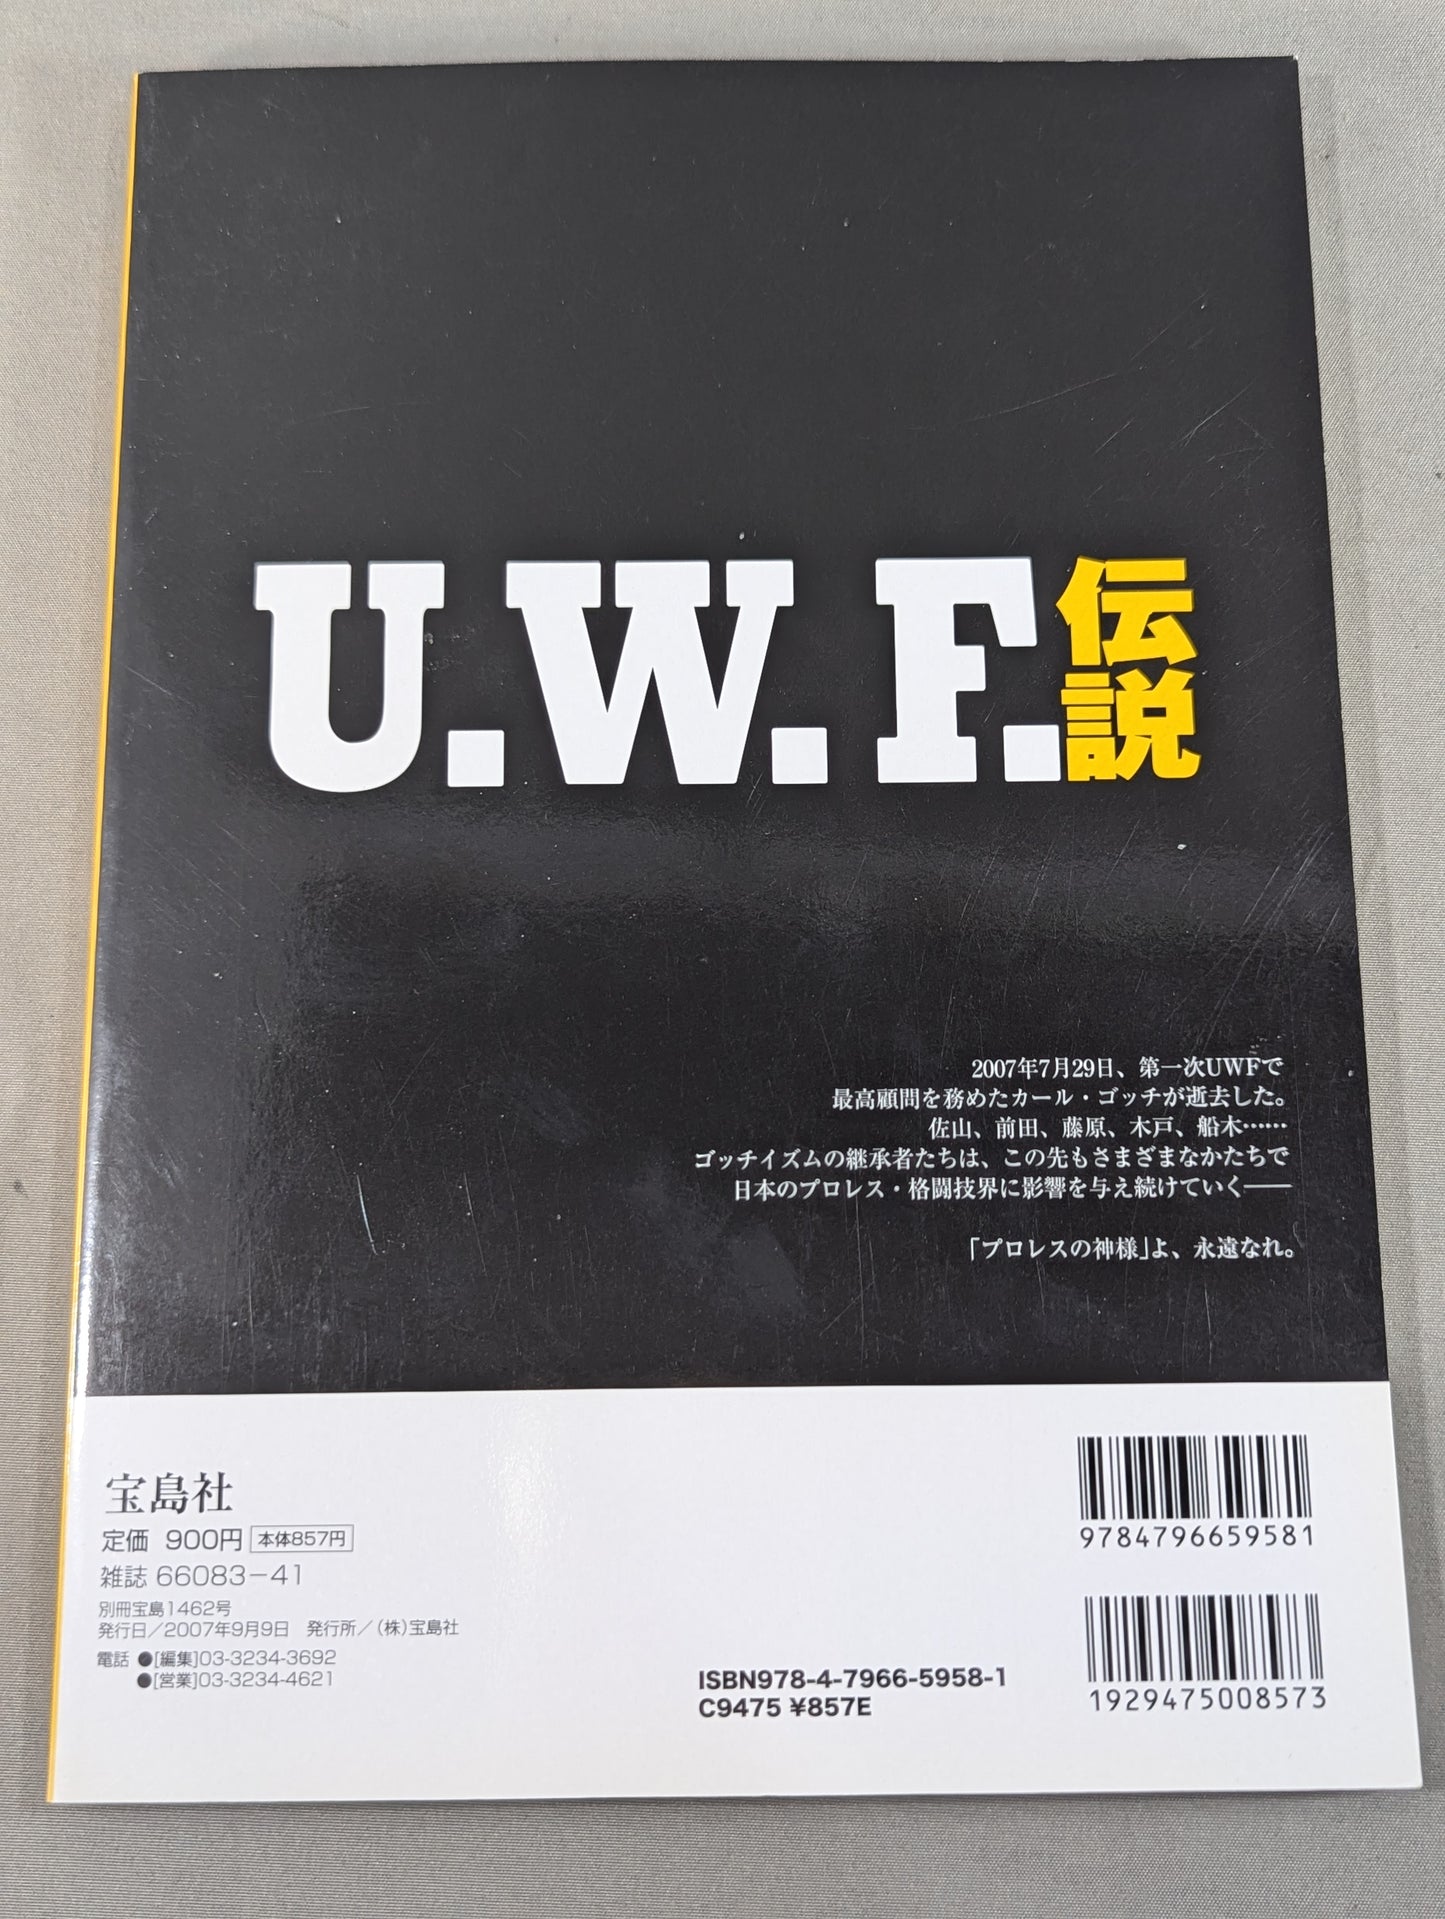 U.W.F.伝説
2007年7月29日、第一次UWFで
最高顧問を務めたカール・ゴッチが逝去した。
佐山、前田、藤原、木戸、船木……
ゴッチイズムの継承者たちは、この先もさまざまなかたちで
日本のプロレス・格闘技界に影響を与え続けていく──
「プロレスの神様」よ、永遠なれ。
宝島社
定価 900円 本体857円
雑誌 66083-41
別冊宝島1462号
発行日／2007年9月9日 発行所／(株)宝島社
電話 ●[編集]03-3234-3692
●[営業]03-3234-4621
ISBN978-4-7966-5958-1
C9475 ¥857E
9784796659581
1929475008573